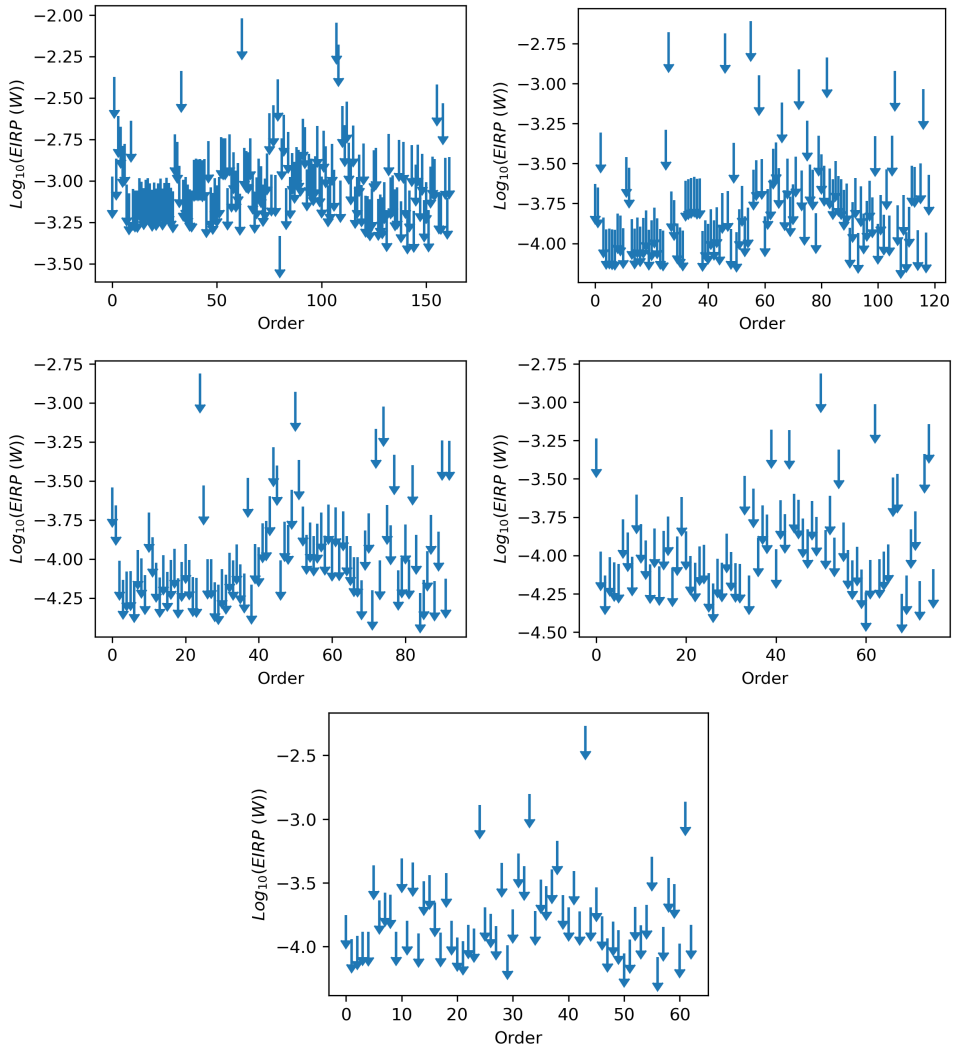 −2.00
−2.25
−2.50
−2.75
−3.00
−3.25
−3.50
Log₁₀(EIRP (W))
0 50 100 150
Order
−2.75
−3.00
−3.25
−3.50
−3.75
−4.00
Log₁₀(EIRP (W))
0 20 40 60 80 100 120
Order
−2.75
−3.00
−3.25
−3.50
−3.75
−4.00
−4.25
Log₁₀(EIRP (W))
0 20 40 60 80
Order
−2.75
−3.00
−3.25
−3.50
−3.75
−4.00
−4.25
−4.50
Log₁₀(EIRP (W))
0 20 40 60
Order
−2.5
−3.0
−3.5
−4.0
Log₁₀(EIRP (W))
0 10 20 30 40 50 60
Order